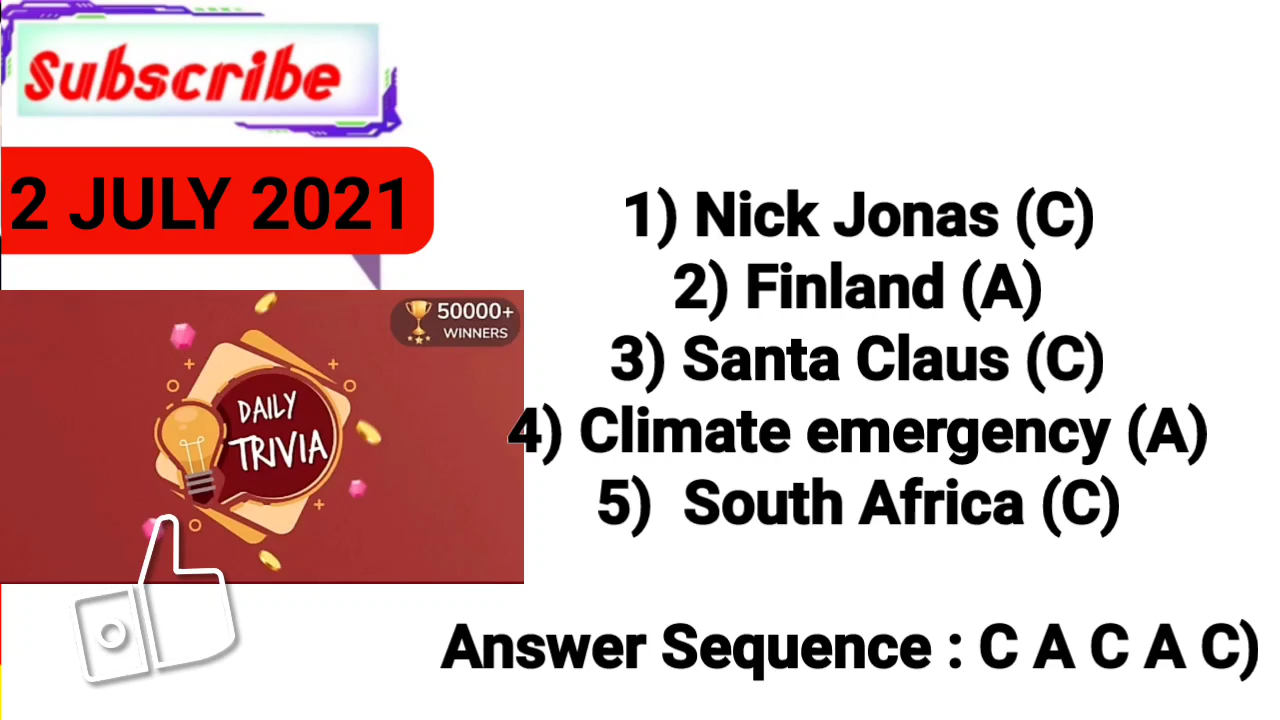 Subscribe
2 JULY 2021
50000+
WINNERS
DAILY
TRIVIA
1) Nick Jonas (C)
2) Finland (A)
3) Santa Claus (C)
4) Climate emergency (A)
5)  South Africa (C)
Answer Sequence : C A C A C)